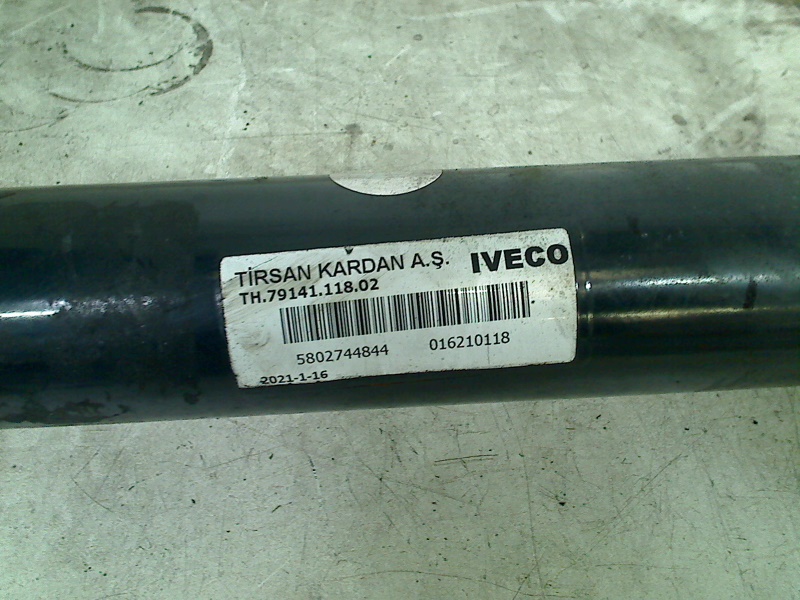 TİRSAN KARDAN A.Ş. IVECO
TH.79141.118.02
5802744844 016210118
2021-1-16